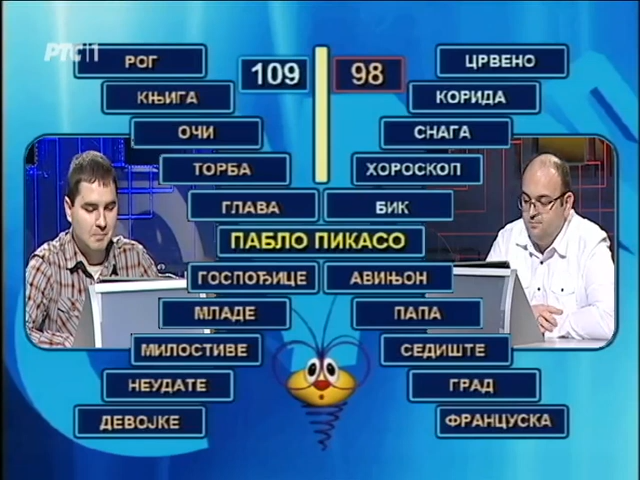 РТС|1
РОГ
109
98
ЦРВЕНО
КЊИГА
КОРИДА
ОЧИ
СНАГА
ТОРБА
ХОРОСКОП
ГЛАВА
БИК
ПАБЛО ПИКАСО
ГОСПОЂИЦЕ
АВИЊОН
МЛАДЕ
ПАПА
МИЛОСТИВЕ
СЕДИШТЕ
НЕУДАТЕ
ГРАД
ДЕВОЈКЕ
ФРАНЦУСКА